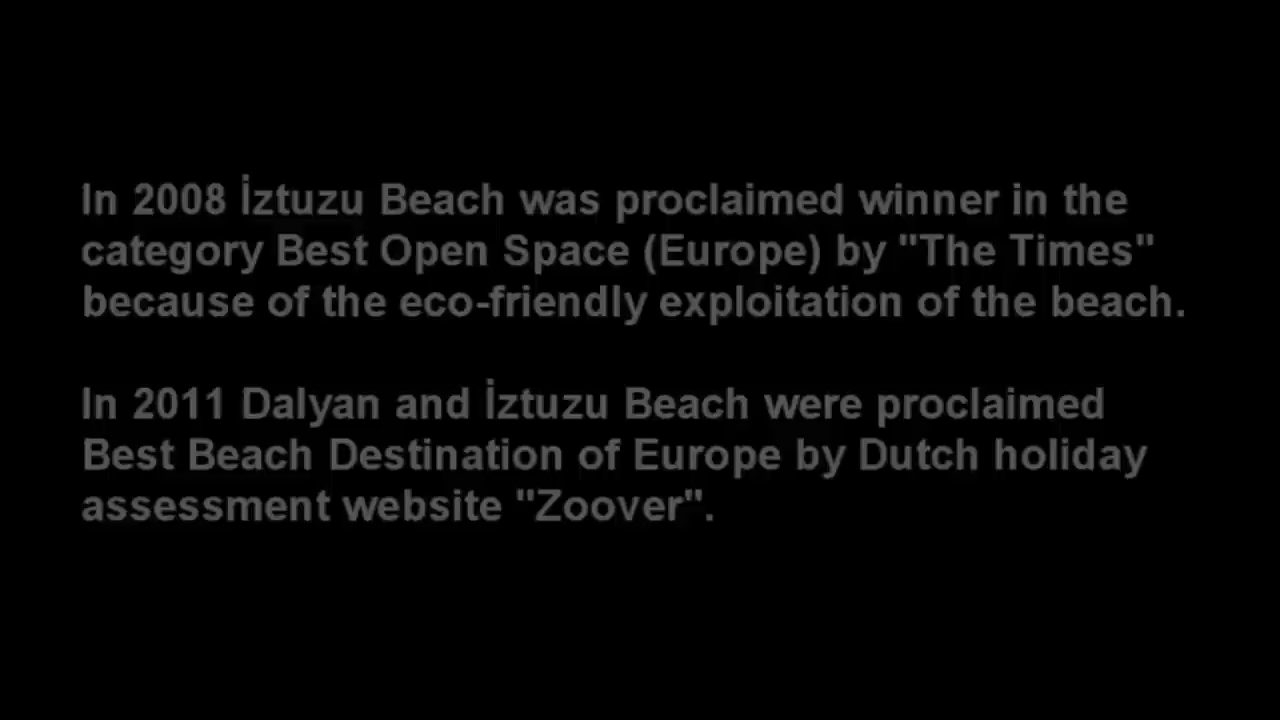 In 2008 İztuzu Beach was proclaimed winner in the
category Best Open Space (Europe) by "The Times"
because of the eco-friendly exploitation of the beach.
In 2011 Dalyan and İztuzu Beach were proclaimed
Best Beach Destination of Europe by Dutch holiday
assessment website "Zoover".